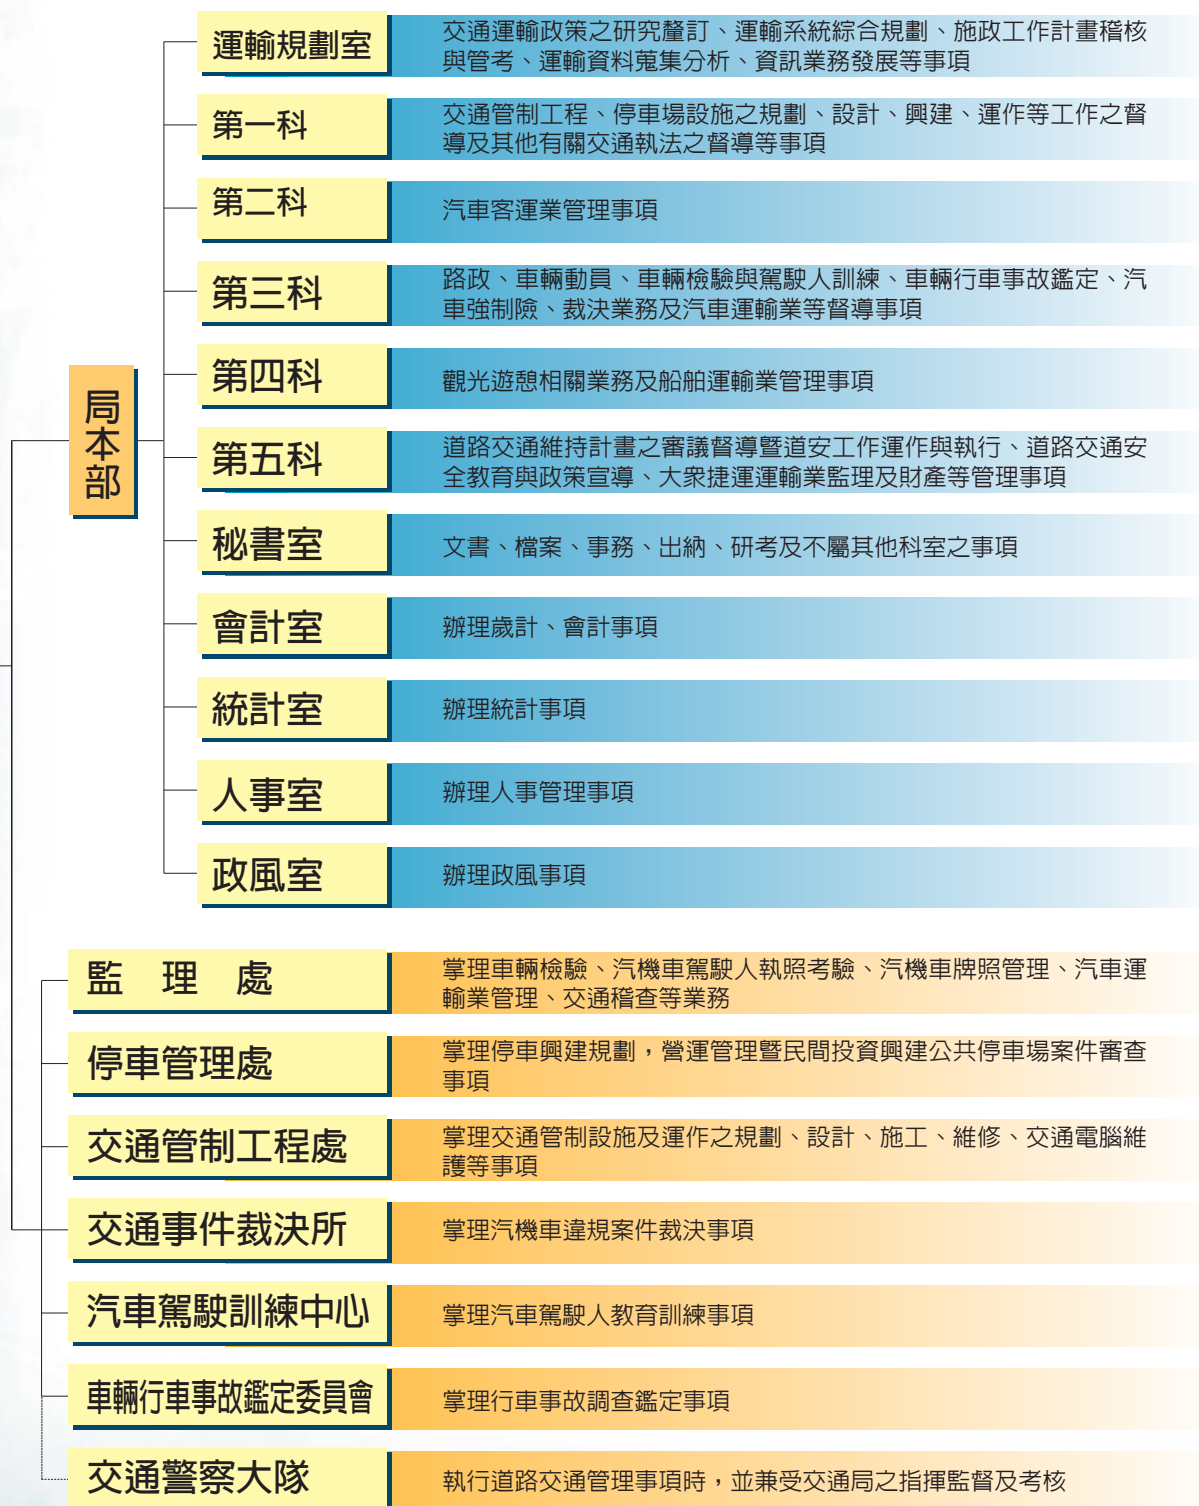 局本部
運輸規劃室
交通運輸政策之研究釐訂、運輸系統綜合規劃、施政工作計畫稽核
與管考、運輸資料蒐集分析、資訊業務發展等事項
第一科
交通管制工程、停車場設施之規劃、設計、興建、運作等工作之督
導及其他有關交通執法之督導等事項
第二科
汽車客運業管理事項
第三科
路政、車輛動員、車輛檢驗與駕駛人訓練、車輛行車事故鑑定、汽
車強制險、裁決業務及汽車運輸業等督導事項
第四科
觀光遊憩相關業務及船舶運輸業管理事項
第五科
道路交通維持計畫之審議督導暨道安工作運作與執行、道路交通安
全教育與政策宣導、大衆捷運運輸業監理及財產等管理事項
秘書室
文書、檔案、事務、出納、研考及不屬其他科室之事項
會計室
辦理歲計、會計事項
統計室
辦理統計事項
人事室
辦理人事管理事項
政風室
辦理政風事項
監 理 處
掌理車輛檢驗、汽機車駕駛人執照考驗、汽機車牌照管理、汽車運
輸業管理、交通稽查等業務
停車管理處
掌理停車興建規劃，營運管理暨民間投資興建公共停車場案件審查
事項
交通管制工程處
掌理交通管制設施及運作之規劃、設計、施工、維修、交通電腦維
護等事項
交通事件裁決所
掌理汽機車違規案件裁決事項
汽車駕駛訓練中心
掌理汽車駕駛人教育訓練事項
車輛行車事故鑑定委員會
掌理行車事故調查鑑定事項
交通警察大隊
執行道路交通管理事項時，並兼受交通局之指揮監督及考核